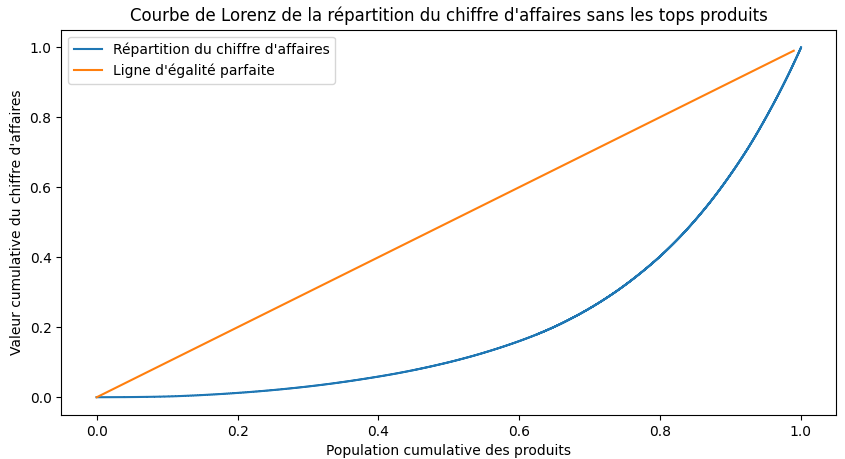 Courbe de Lorenz de la répartition du chiffre d'affaires sans les tops produits
Répartition du chiffre d'affaires
Ligne d'égalité parfaite
Valeur cumulative du chiffre d'affaires
1.0
0.8
0.6
0.4
0.2
0.0
0.0 0.2 0.4 0.6 0.8 1.0
Population cumulative des produits